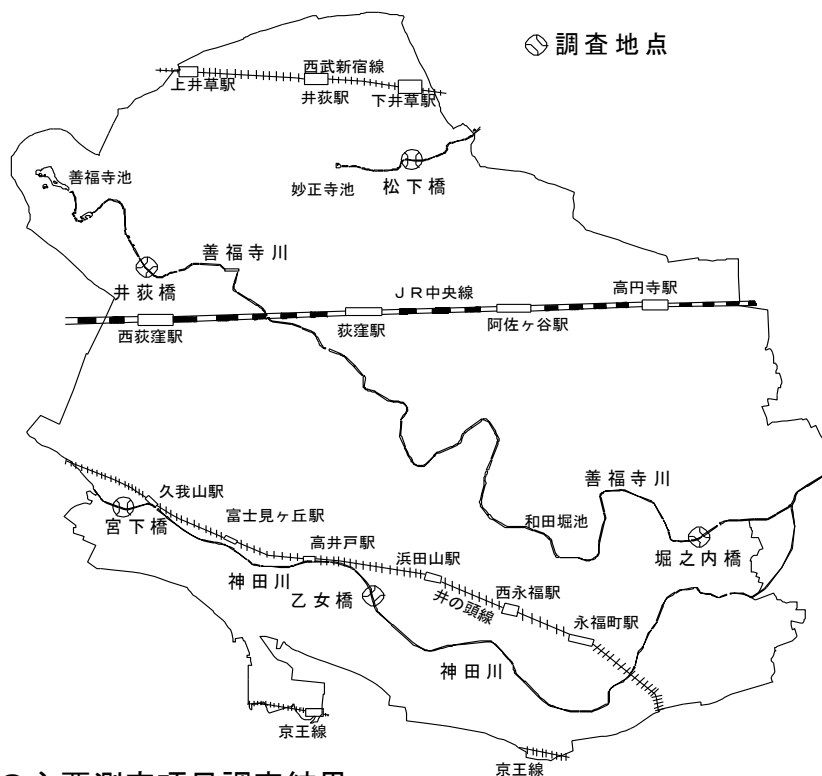 調査地点
西武新宿線
上井草駅
井荻駅
下井草駅
善福寺池
妙正寺池
松下橋
善福寺川
井荻橋
ＪＲ中央線
高円寺駅
西荻窪駅
荻窪駅
阿佐ヶ谷駅
善福寺川
久我山駅
宮下橋
富士見ヶ丘駅
和田堀池
高井戸駅
堀之内橋
浜田山駅
神田川
乙女橋
井の頭線
西永福駅
永福町駅
神田川
京王線
京王線